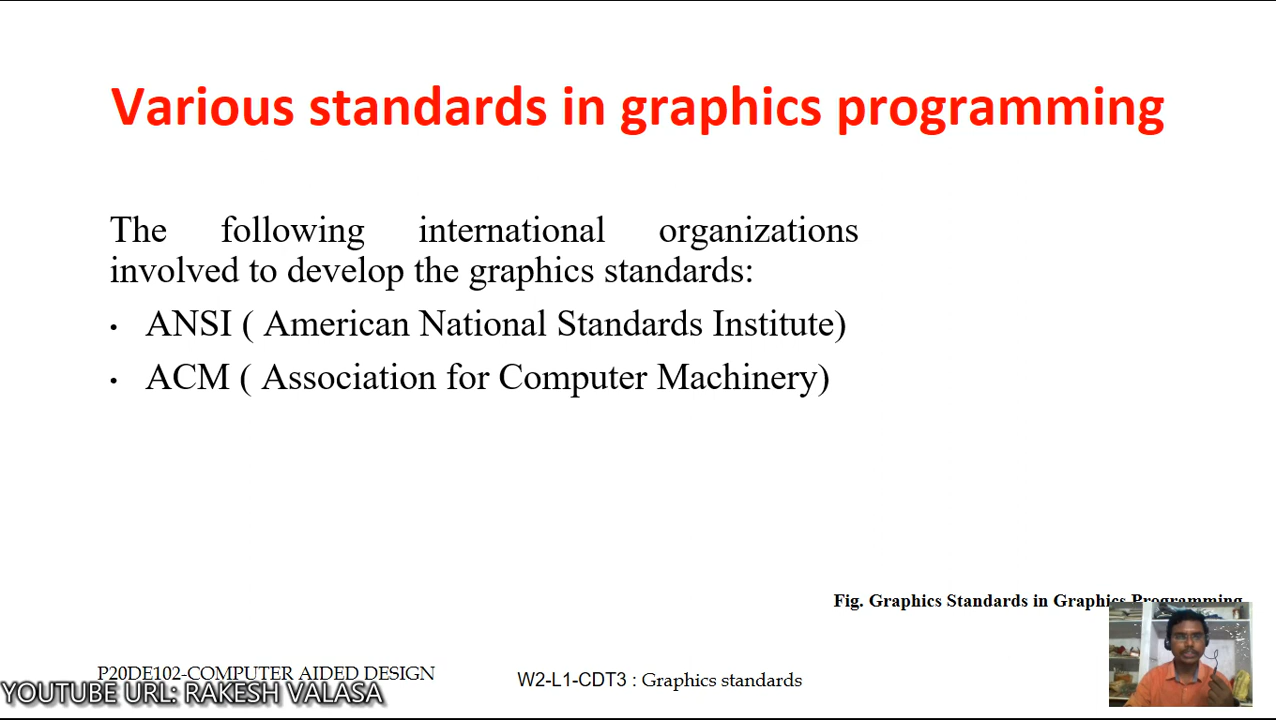 Various standards in graphics programming
The following international organizations
involved to develop the graphics standards:
• ANSI ( American National Standards Institute)
• ACM ( Association for Computer Machinery)
Fig. Graphics Standards in Graphics Programming
P20DE102-COMPUTER AIDED DESIGN
W2-L1-CDT3 : Graphics standards
YOUTUBE URL: RAKESH VALASA